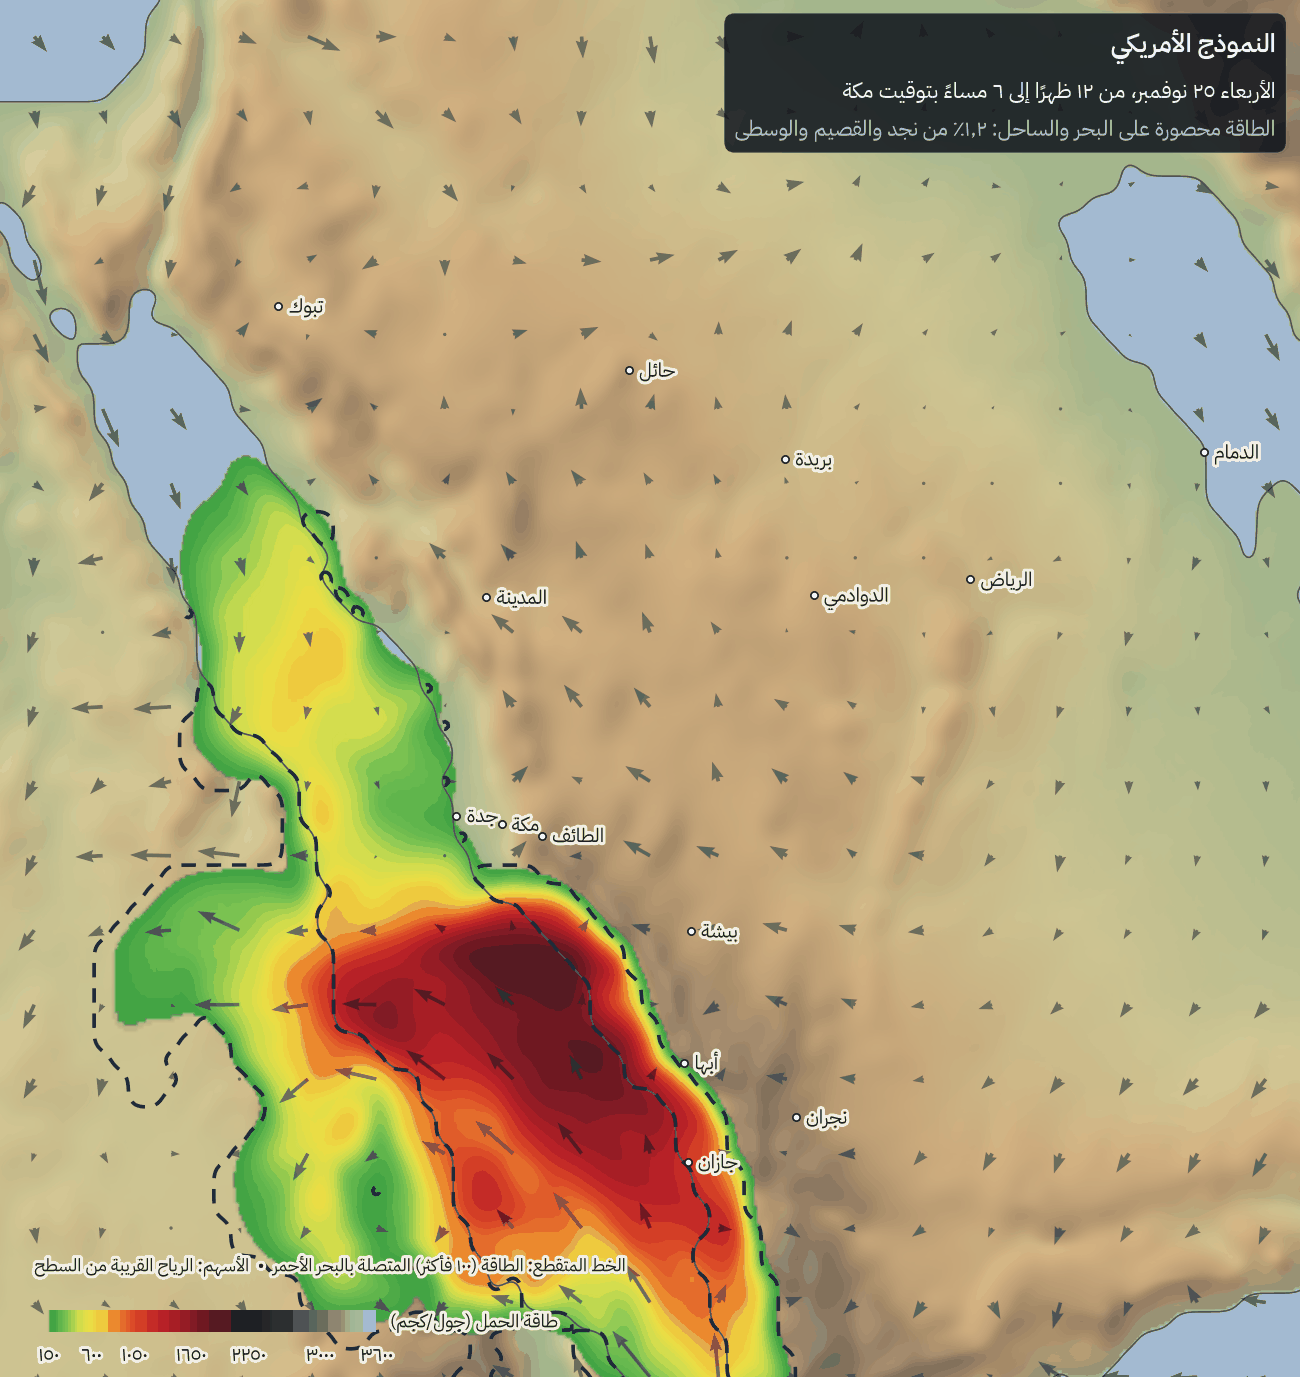 النموذج الأمريكي
الأربعاء ٢٥ نوفمبر، من ١٢ ظهرًا إلى ٦ مساءً بتوقيت مكة
الطاقة محصورة على البحر والساحل: ١,٢٪ من نجد والقصيم والوسطى
تبوك
حائل
الدمام
بريدة
الرياض
الدوادمي
المدينة
جدة
مكة
الطائف
بيشة
أبها
نجران
جازان
الخط المتقطع: الطاقة (١٠٠ فأكثر) المتصلة بالبحر الأحمر • الأسهم: الرياح القريبة من السطح
طاقة الحمل (جول/كجم)
١٥٠ ٦٠٠ ١٠٥٠ ١٦٥٠ ٢٢٥٠ ٣٠٠٠ ٣٦٠٠